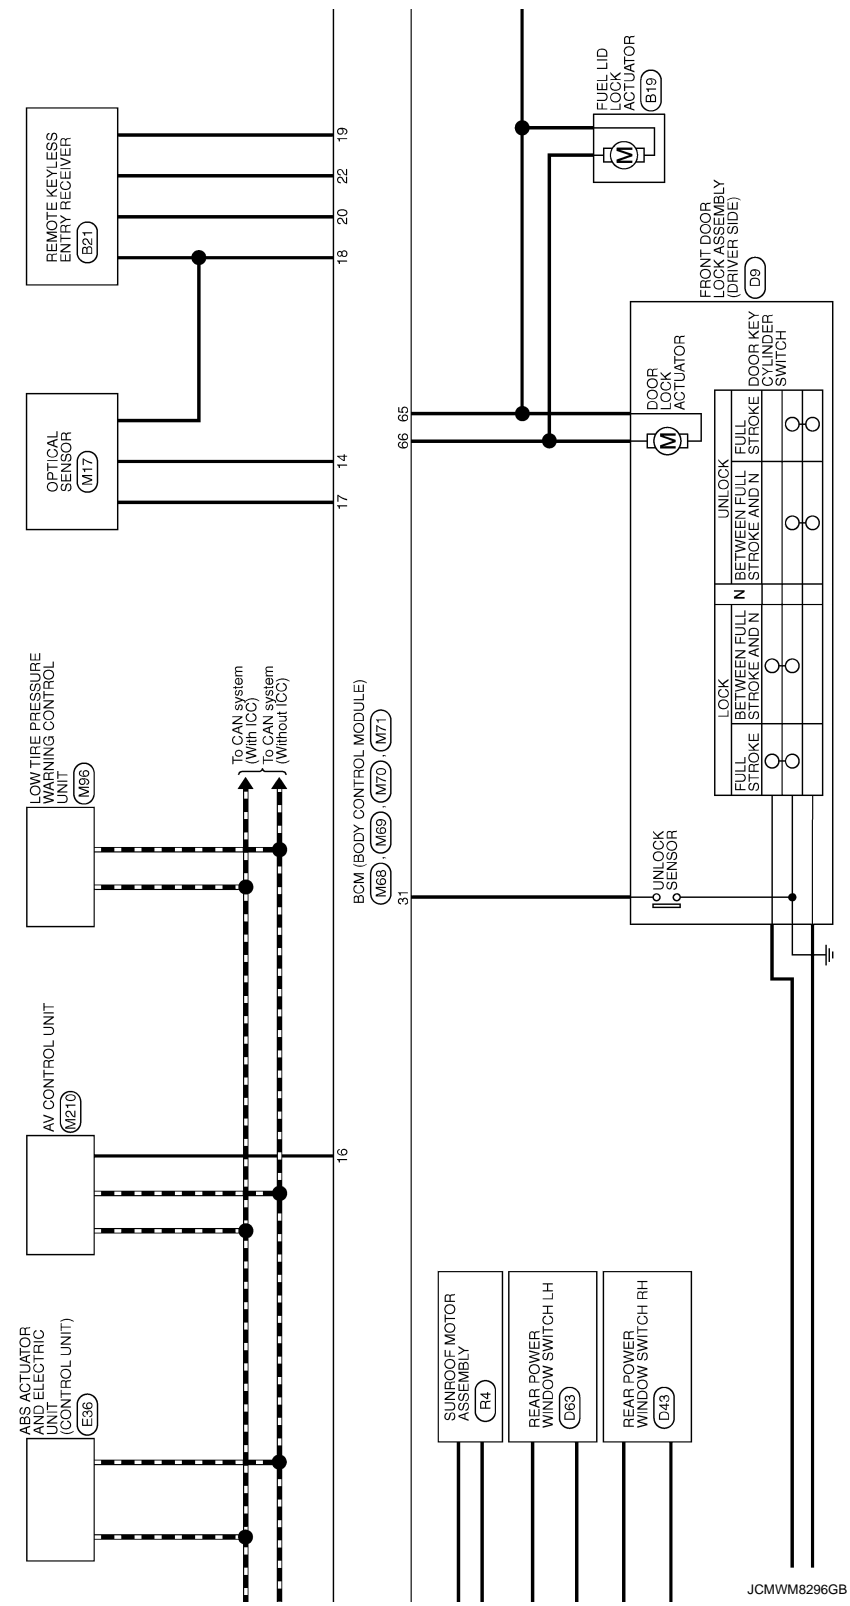 FUEL LID
LOCK
ACTUATOR
B19
M
REMOTE KEYLESS
ENTRY RECEIVER
B21
19
22
20
18
FRONT DOOR
LOCK ASSEMBLY
(DRIVER SIDE)
D9
OPTICAL
SENSOR
M17
14
17
65
66
DOOR
LOCK
ACTUATOR
M
DOOR KEY
CYLINDER
SWITCH
UNLOCK
FULL
STROKE
BETWEEN FULL
STROKE AND N
N
LOCK
BETWEEN FULL
STROKE AND N
FULL
STROKE
LOW TIRE PRESSURE
WARNING CONTROL
UNIT
M96
To CAN system
(With ICC)
To CAN system
(Without ICC)
BCM (BODY CONTROL MODULE)
M68 , M69 , M70 , M71
31
UNLOCK
SENSOR
AV CONTROL UNIT
M210
16
ABS ACTUATOR
AND ELECTRIC
UNIT
(CONTROL UNIT)
E36
SUNROOF MOTOR
ASSEMBLY
R4
REAR POWER
WINDOW SWITCH LH
D63
REAR POWER
WINDOW SWITCH RH
D43
JCMWM8296GB